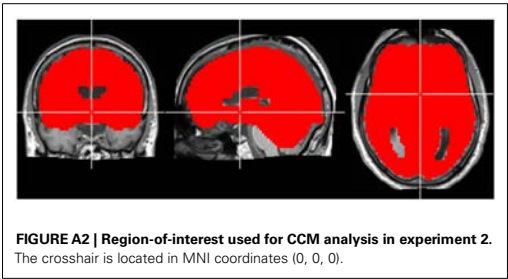 FIGURE A2 | Region-of-interest used for CCM analysis in experiment 2.
The crosshair is located in MNI coordinates (0, 0, 0).